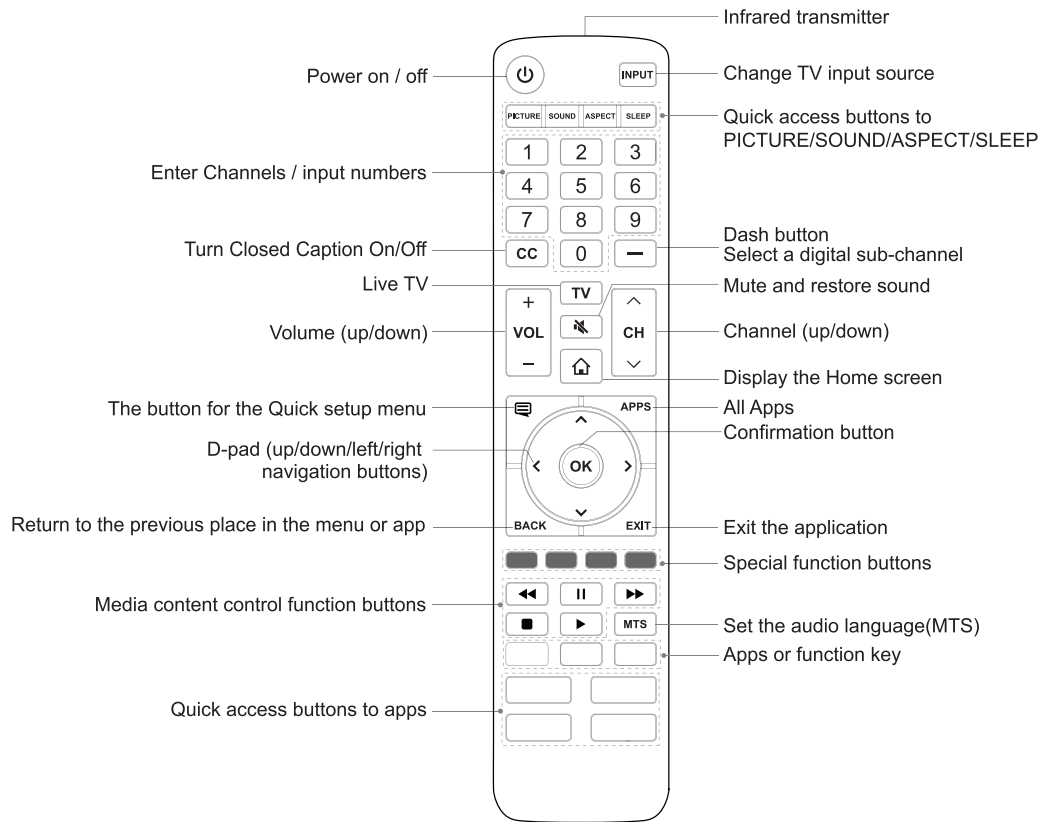 Infrared transmitter
Power on / off
INPUT
Change TV input source
PICTURE SOUND ASPECT SLEEP
Quick access buttons to
PICTURE/SOUND/ASPECT/SLEEP
1 2 3
Enter Channels / input numbers
4 5 6
7 8 9
Turn Closed Caption On/Off
CC 0 —
Dash button
Select a digital sub-channel
Live TV
TV
Mute and restore sound
+
Volume (up/down)
VOL
CH
Channel (up/down)
−
Display the Home screen
The button for the Quick setup menu
APPS
All Apps
Confirmation button
D-pad (up/down/left/right
navigation buttons)
OK
Return to the previous place in the menu or app
BACK
EXIT
Exit the application
Special function buttons
Media content control function buttons
MTS
Set the audio language(MTS)
Apps or function key
Quick access buttons to apps